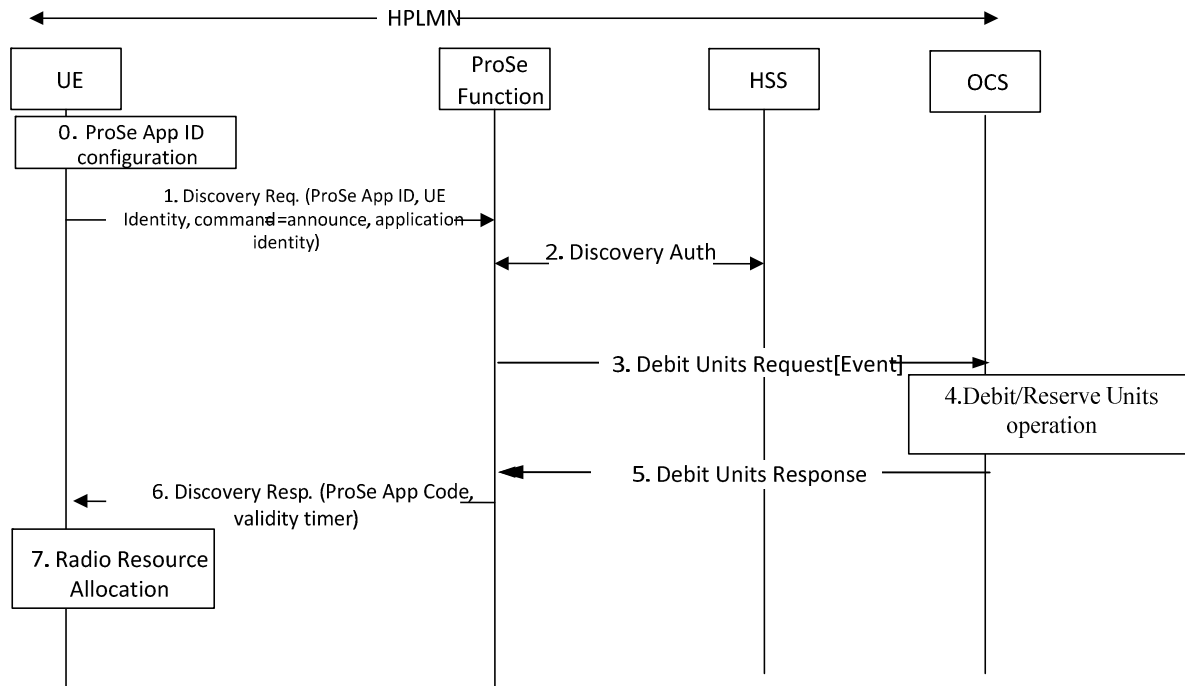 HPLMN
UE
ProSe
Function
HSS
OCS
0. ProSe App ID
configuration
1. Discovery Req. (ProSe App ID, UE
Identity, command==announce, application
identity)
2. Discovery Auth
3. Debit Units Request[Event]
4.Debit/Reserve Units
operation
5. Debit Units Response
6. Discovery Resp. (ProSe App Code,
validity timer)
7. Radio Resource
Allocation